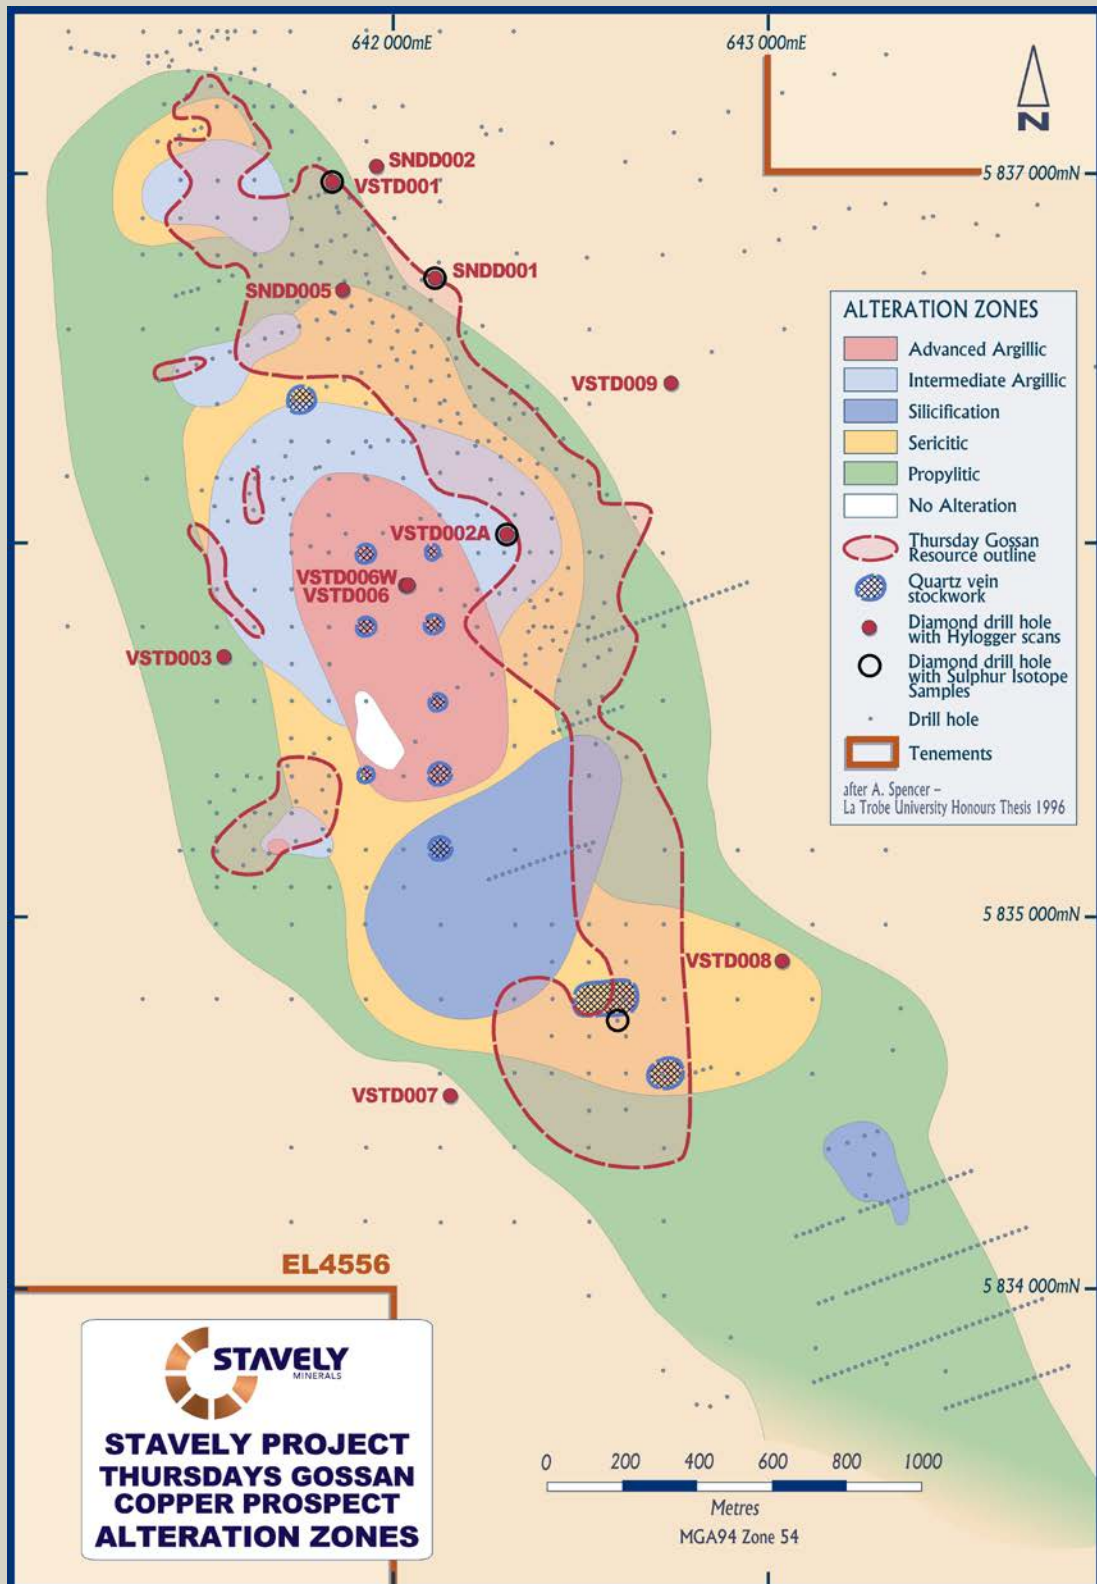 642 000mE
643 000mE
N
SNDD002
VSTD001
5 837 000mN
SNDD001
SNDD005
VSTD009
ALTERATION ZONES
Advanced Argillic
Intermediate Argillic
Silicification
Sericitic
Propylitic
No Alteration
Thursday Gossan
Resource outline
Quartz vein
stockwork
Diamond drill hole
with Hylogger scans
Diamond drill hole
with Sulphur Isotope
Samples
Drill hole
Tenements
after A. Spencer –
La Trobe University Honours Thesis 1996
VSTD002A
VSTD006W
VSTD006
VSTD003
5 835 000mN
VSTD008
VSTD007
EL4556
5 834 000mN
STAVELY
MINERALS
STAVELY PROJECT
THURSDAYS GOSSAN
COPPER PROSPECT
ALTERATION ZONES
0 200 400 600 800 1000
Metres
MGA94 Zone 54